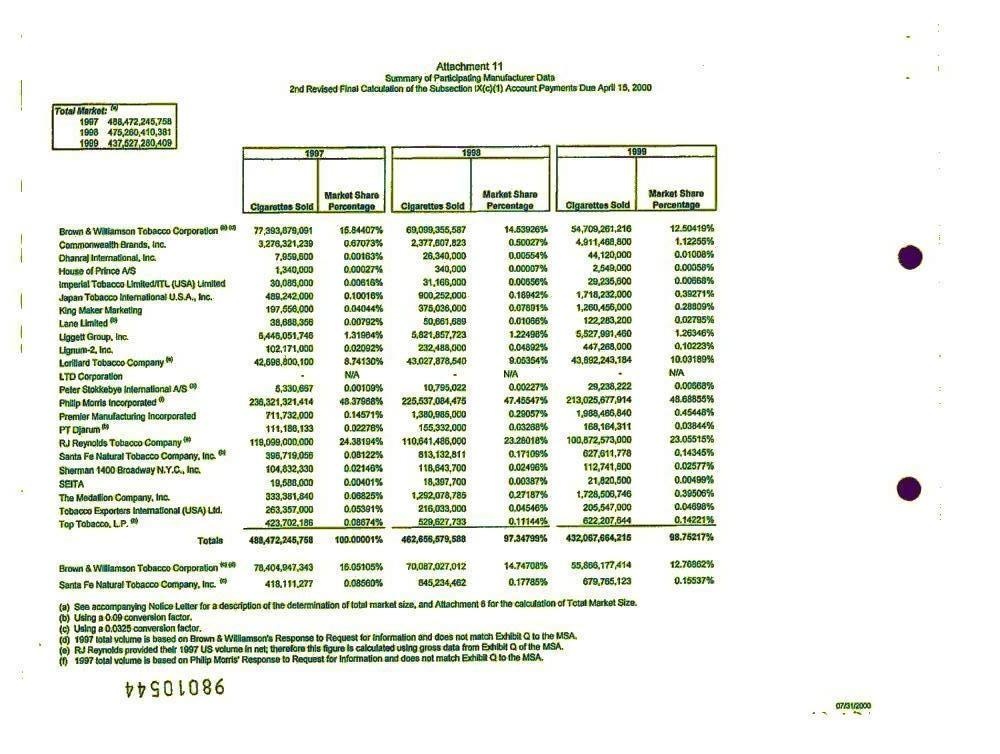 Attachment 11
Summary of Participating Manufacturer Data
2nd Revised Final Calculation of the Subsection IX(c)(1) Account Payments Due April 15, 2000
Total Market: (a)
1997 488,472,245,758
1998 475,260,410,381
1999 437,527,280,409
1997 1998 1999
Cigarettes Sold Market Share Percentage Cigarettes Sold Market Share Percentage Cigarettes Sold Market Share Percentage
Brown & Williamson Tobacco Corporation (b) (d) 77,393,679,091 15.84407% 69,099,355,587 14.53926% 54,709,261,216 12.50419%
Commonwealth Brands, Inc. 3,276,321,239 0.67073% 2,377,607,823 0.50027% 4,911,468,800 1.12255%
Dhanraj International, Inc. 7,959,600 0.00163% 26,340,000 0.00554% 44,120,000 0.01008%
House of Prince A/S 1,340,000 0.00027% 340,000 0.00007% 2,549,000 0.00058%
Imperial Tobacco Limited/ITL (USA) Limited 30,086,000 0.00616% 31,166,000 0.00656% 29,235,600 0.00668%
Japan Tobacco International U.S.A., Inc. 489,242,000 0.10016% 900,252,000 0.18942% 1,718,232,000 0.39271%
King Maker Marketing 197,556,000 0.04044% 375,036,000 0.07891% 1,260,456,000 0.28809%
Lane Limited (b) 38,688,356 0.00792% 50,661,689 0.01066% 122,283,200 0.02795%
Liggett Group, Inc. 6,446,051,746 1.31964% 5,821,857,723 1.22498% 5,527,991,460 1.26346%
Lignum-2, Inc. 102,171,000 0.02092% 232,488,000 0.04892% 447,268,000 0.10223%
Lorillard Tobacco Company 42,698,800,100 8.74130% 43,027,878,540 9.05354% 43,892,243,184 10.03189%
LTD Corporation - N/A - N/A - N/A
Peter Stokkebye International A/S (b) 5,330,667 0.00109% 10,795,022 0.00227% 29,238,222 0.00668%
Philip Morris Incorporated (f) 236,321,321,414 48.37968% 225,537,084,475 47.45547% 213,025,677,914 48.68855%
Premier Manufacturing Incorporated 711,732,000 0.14571% 1,380,985,000 0.29057% 1,988,486,840 0.45448%
PT Djarum (b) 111,186,133 0.02276% 155,332,000 0.03268% 168,164,311 0.03844%
RJ Reynolds Tobacco Company (e) 119,099,000,000 24.38194% 110,641,486,000 23.28018% 100,872,573,000 23.05515%
Santa Fe Natural Tobacco Company, Inc. (b) 396,719,056 0.08122% 813,132,811 0.17109% 627,611,778 0.14345%
Sherman 1400 Broadway N.Y.C., Inc. 104,832,330 0.02146% 118,643,700 0.02496% 112,741,800 0.02577%
SEITA 19,586,000 0.00401% 18,397,700 0.00387% 21,820,500 0.00499%
The Medallion Company, Inc. 333,381,840 0.06825% 1,292,078,785 0.27187% 1,728,506,746 0.39506%
Tobacco Exporters International (USA) Ltd. 263,357,000 0.05391% 216,033,000 0.04546% 205,547,000 0.04698%
Top Tobacco, L.P. (b) 423,702,186 0.08674% 529,627,733 0.11144% 622,207,644 0.14221%
Totals 488,472,245,758 100.00001% 462,656,579,588 97.34799% 432,067,664,215 98.75217%
Brown & Williamson Tobacco Corporation (c) (d) 78,404,947,343 16.05105% 70,087,027,012 14.74708% 55,866,177,414 12.76862%
Santa Fe Natural Tobacco Company, Inc. (c) 418,111,277 0.08560% 845,234,462 0.17785% 679,765,123 0.15537%
(a) See accompanying Notice Letter for a description of the determination of total market size, and Attachment 6 for the calculation of Total Market Size.
(b) Using a 0.09 conversion factor.
(c) Using a 0.0325 conversion factor.
(d) 1997 total volume is based on Brown & Williamson's Response to Request for Information and does not match Exhibit Q to the MSA.
(e) RJ Reynolds provided their 1997 US volume in net; therefore this figure is calculated using gross data from Exhibit Q of the MSA.
(f) 1997 total volume is based on Philip Morris' Response to Request for Information and does not match Exhibit Q to the MSA.
98010544
07/31/2000